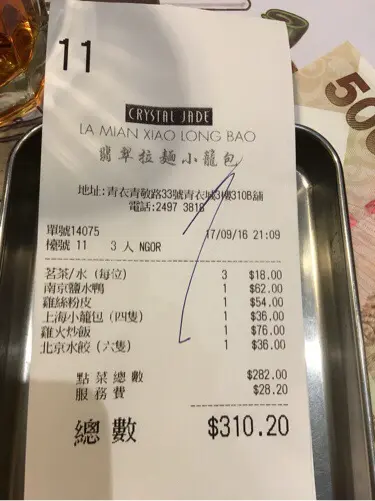 11
CRYSTAL JADE
LA MIAN XIAO LONG BAO
翡翠拉麵小籠包
地址:青衣青敬路33號青衣城3樓310B舖
電話:2497 3816
單號14075 17/09/16 21:09
檯號 11 3 人 NGOR
茗茶/水 (每位) 3 $18.00
南京鹽水鴨 1 $62.00
雞絲粉皮 1 $54.00
上海小籠包 (四隻) 1 $36.00
雞火炒飯 1 $76.00
北京水餃 (六隻) 1 $36.00
點菜總數 $282.00
服務費 $28.20
總數 $310.20
500